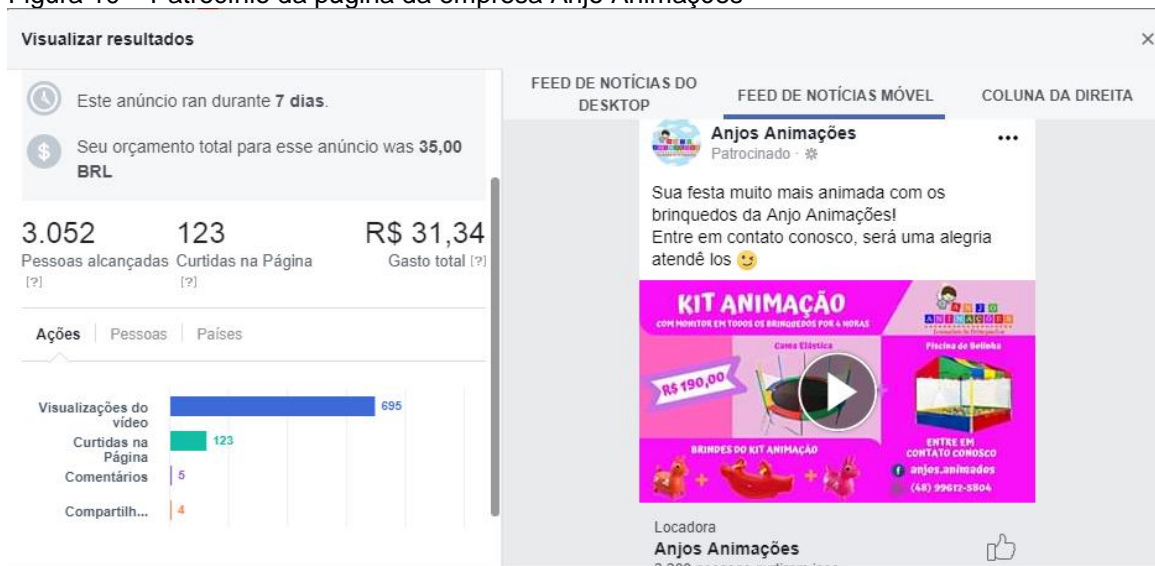 Figura 10 – Patrocínio da página da empresa Anjo Animações
Visualizar resultados
×
Este anúncio ran durante 7 dias.
$
Seu orçamento total para esse anúncio was 35,00
BRL
3.052
Pessoas alcançadas
[?]
123
Curtidas na Página
[?]
R$ 31,34
Gasto total [?]
Ações
Pessoas
Países
Visualizações do
vídeo
695
Curtidas na
Página
123
Comentários
5
Compartilh...
4
FEED DE NOTÍCIAS DO
DESKTOP
FEED DE NOTÍCIAS MÓVEL
COLUNA DA DIREITA
Anjos Animações
Patrocinado ·
Sua festa muito mais animada com os
brinquedos da Anjo Animações!
Entre em contato conosco, será uma alegria
atendê los
KIT ANIMAÇÃO
COM MONITOR EM TODOS OS BRINQUEDOS POR 4 HORAS
ANJO
ANIMAÇÕES
Cama Elástica
Piscina de Bolinha
R$ 190,00
BRINDES DO KIT ANIMAÇÃO
+
+
ENTRE EM
CONTATO CONOSCO
f anjos.animados
(48) 99612-5804
Locadora
Anjos Animações